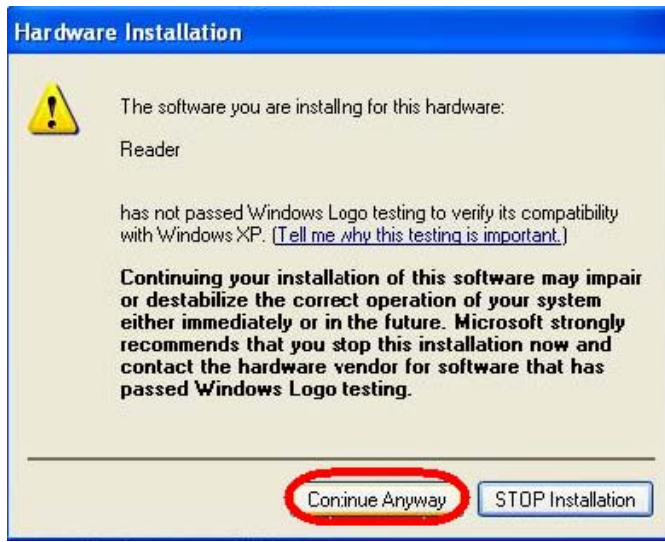 Hardware Installation
The software you are installng for this hardware:
Reader
has not passed Windows Logo testing to verify its compatibility
with Windows XP. (Tell me why this testing is important.)
Continuing your installation of this software may impair
or destabilize the correct operation of your system
either immediately or in the future. Microsoft strongly
recommends that you stop this installation now and
contact the hardware vendor for software that has
passed Windows Logo testing.
Continue Anyway
STOP Installation